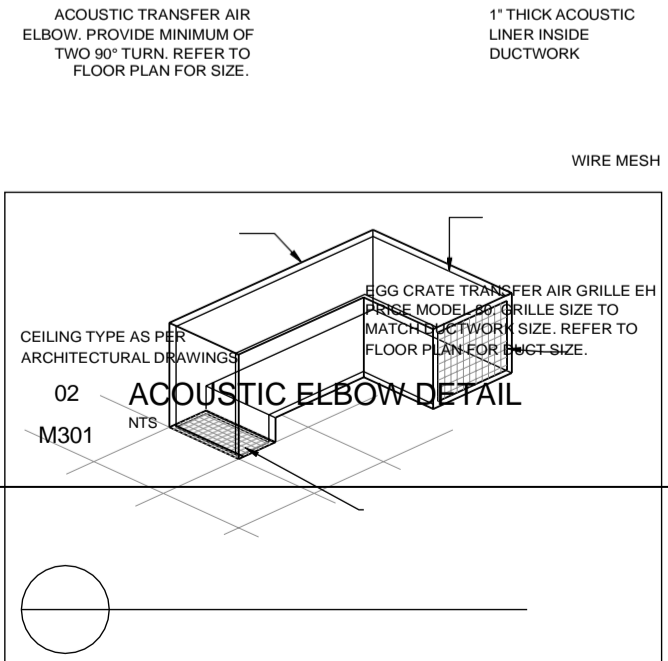 ACOUSTIC TRANSFER AIR
ELBOW. PROVIDE MINIMUM OF
TWO 90° TURN. REFER TO
FLOOR PLAN FOR SIZE.
1" THICK ACOUSTIC
LINER INSIDE
DUCTWORK
WIRE MESH
EGG CRATE TRANSFER AIR GRILLE EH
PRICE MODEL 80. GRILLE SIZE TO
MATCH DUCTWORK SIZE. REFER TO
FLOOR PLAN FOR DUCT SIZE.
CEILING TYPE AS PER
ARCHITECTURAL DRAWINGS
02
ACOUSTIC ELBOW DETAIL
M301
NTS